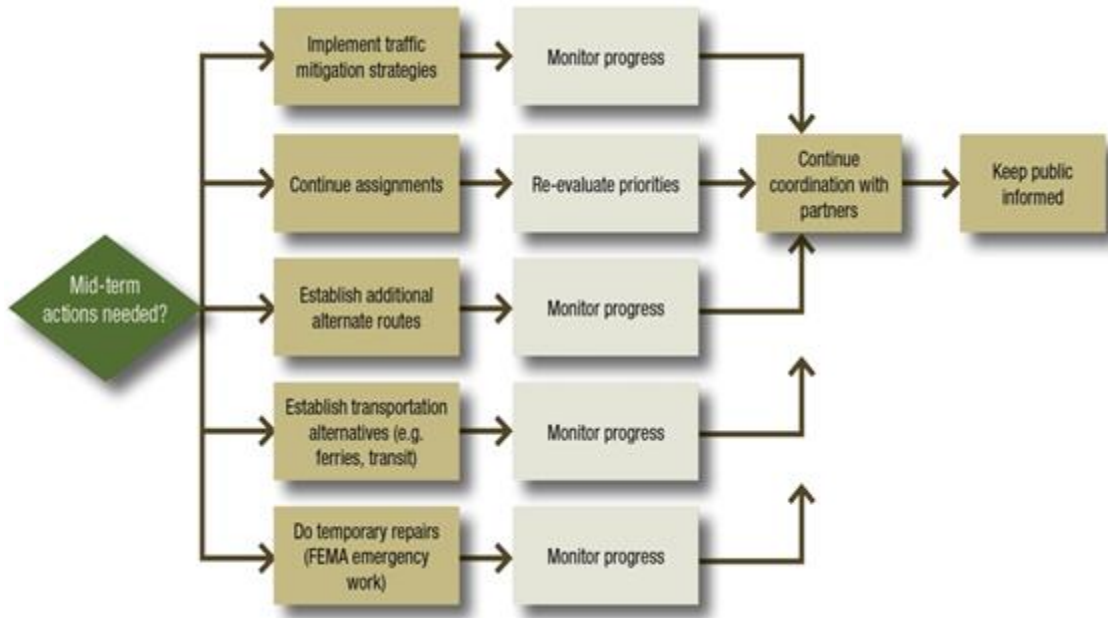 Implement traffic
mitigation strategies
Monitor progress
Continue assignments
Re-evaluate priorities
Continue
coordination with
partners
Keep public
informed
Mid-term
actions needed?
Establish additional
alternate routes
Monitor progress
Establish transportation
alternatives (e.g.
ferries, transit)
Monitor progress
Do temporary repairs
(FEMA emergency
work)
Monitor progress